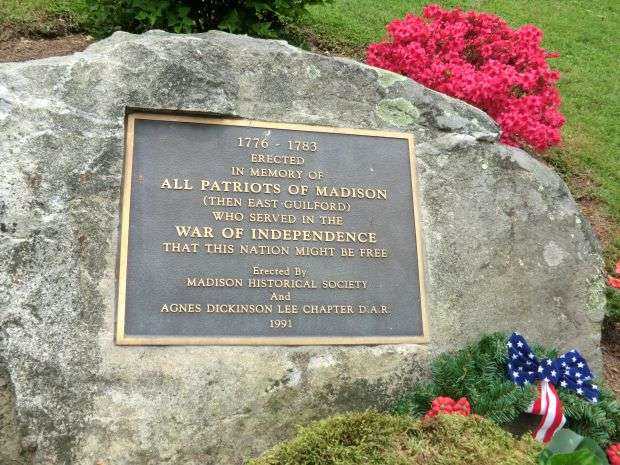 1776 - 1783
ERECTED
IN MEMORY OF
ALL PATRIOTS OF MADISON
(THEN EAST GUILFORD)
WHO SERVED IN THE
WAR OF INDEPENDENCE
THAT THIS NATION MIGHT BE FREE
Erected By
MADISON HISTORICAL SOCIETY
And
AGNES DICKINSON LEE CHAPTER D.A.R.
1991